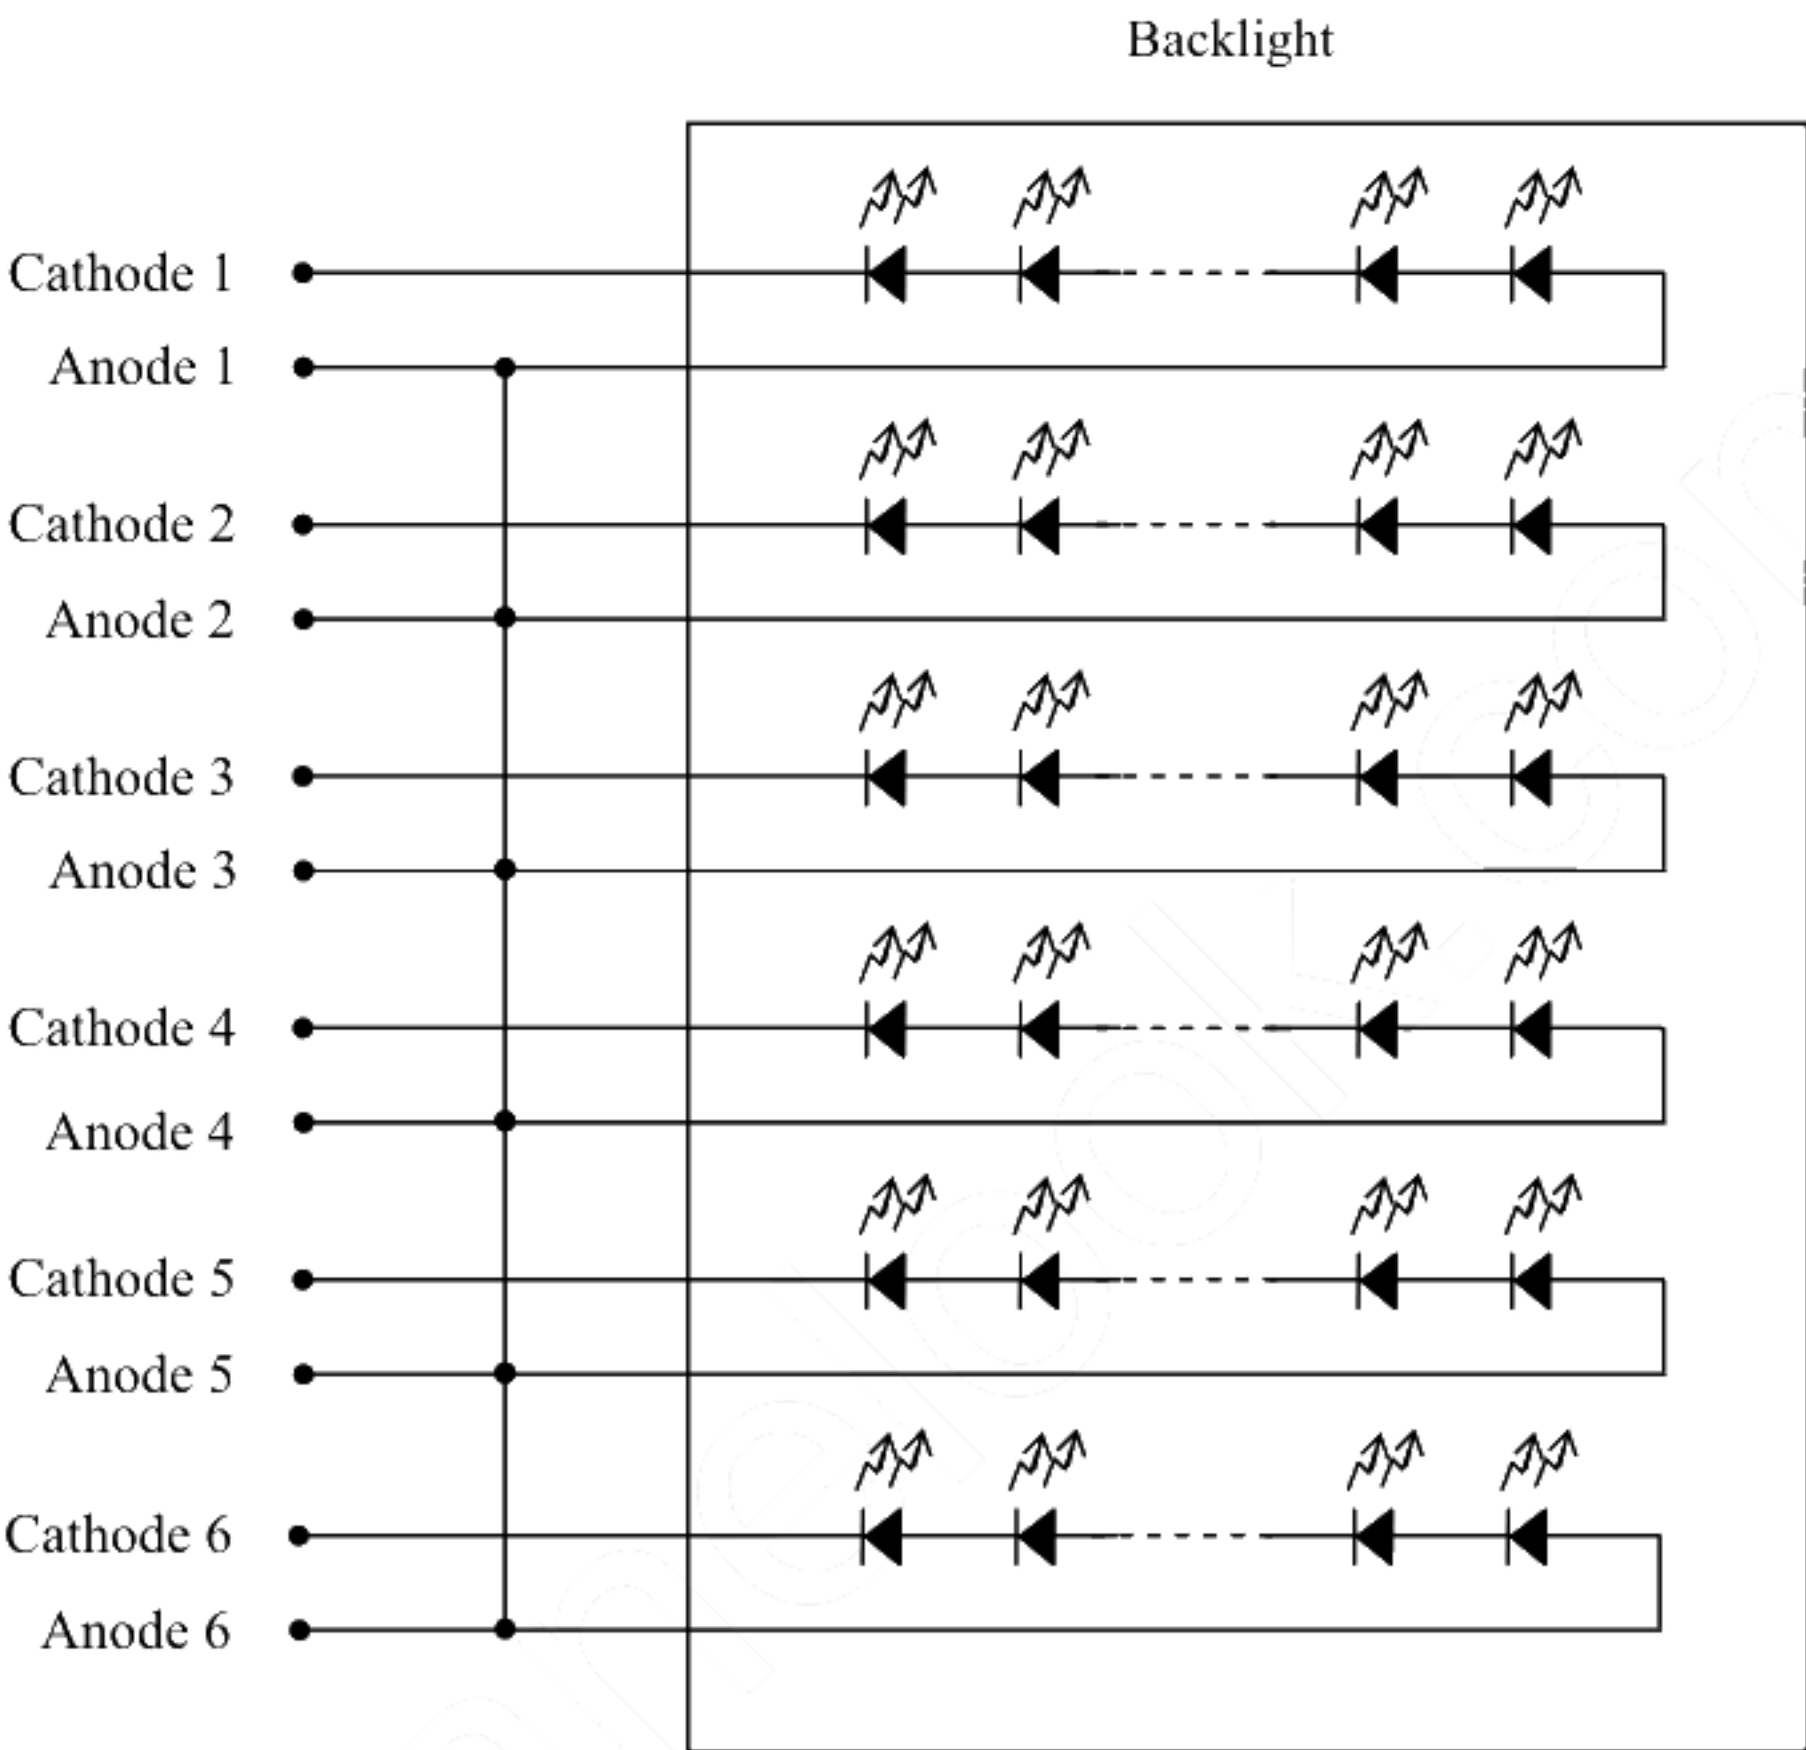 Backlight
Cathode 1
Anode 1
Cathode 2
Anode 2
Cathode 3
Anode 3
Cathode 4
Anode 4
Cathode 5
Anode 5
Cathode 6
Anode 6